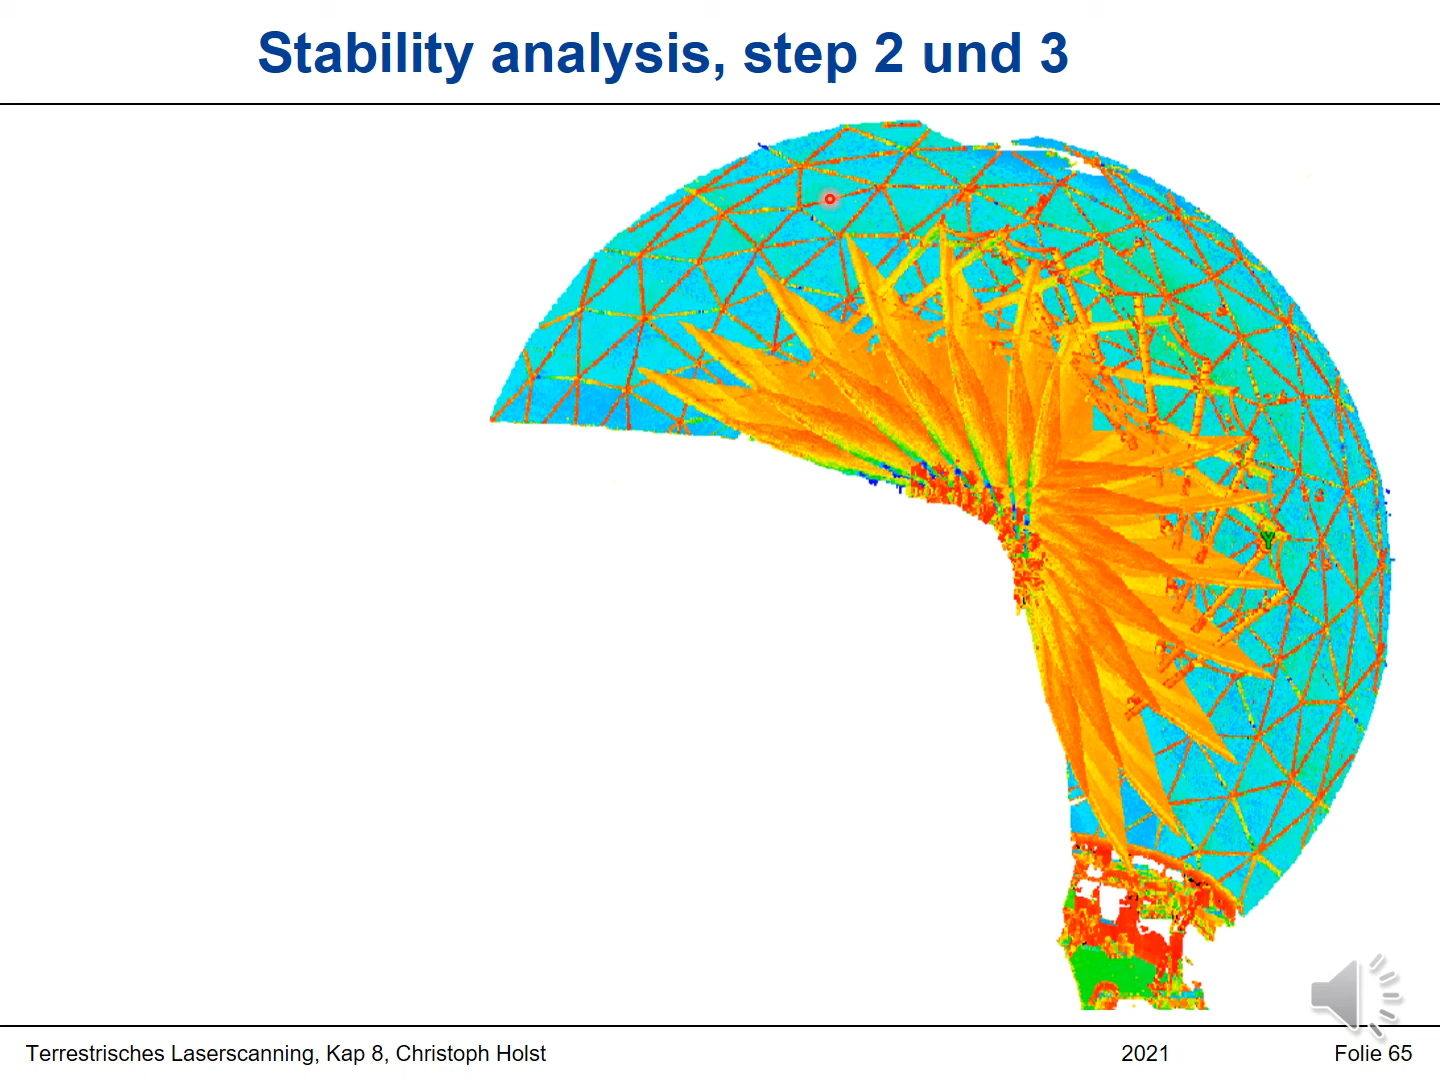 Stability analysis, step 2 und 3
Y
Terrestrisches Laserscanning, Kap 8, Christoph Holst
2021
Folie 65